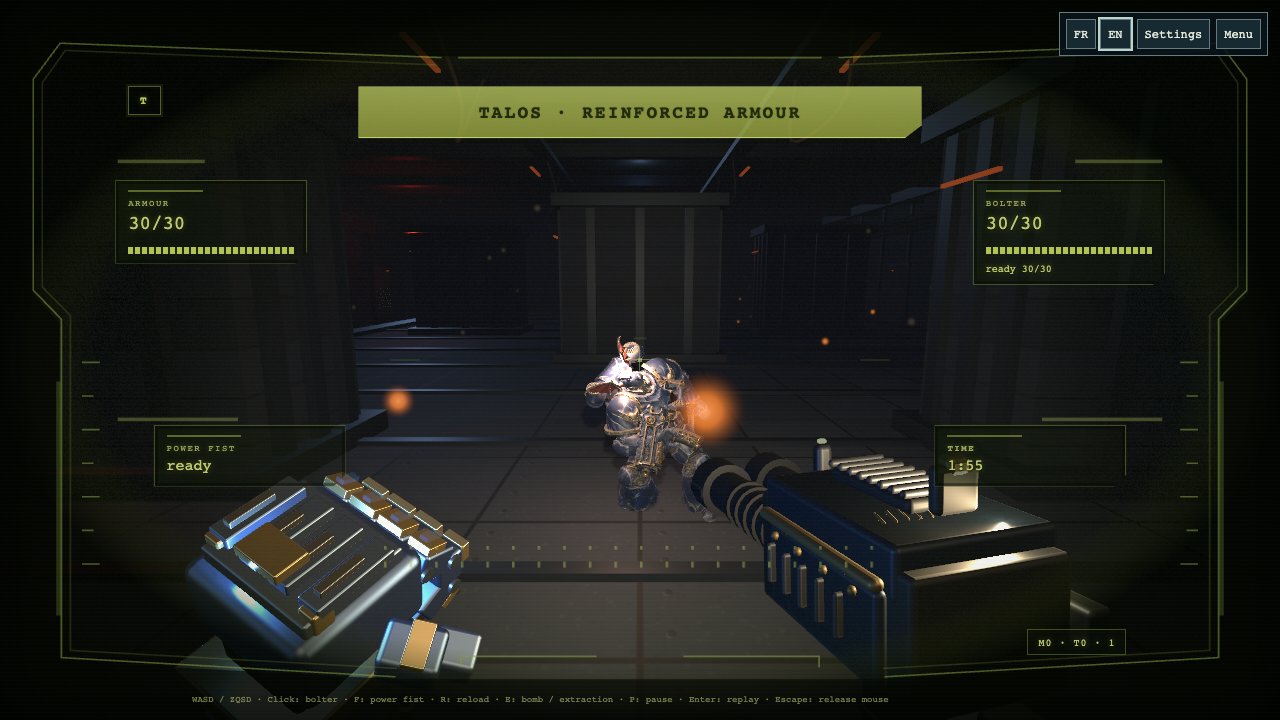 FR EN Settings Menu
T
TALOS · REINFORCED ARMOUR
ARMOUR
30/30
BOLTER
30/30
ready 30/30
POWER FIST
ready
TIME
1:55
M0 · T0 · 1
WASD / ZQSD · Click: bolter · F: power fist · R: reload · E: bomb / extraction · P: pause · Enter: replay · Escape: release mouse